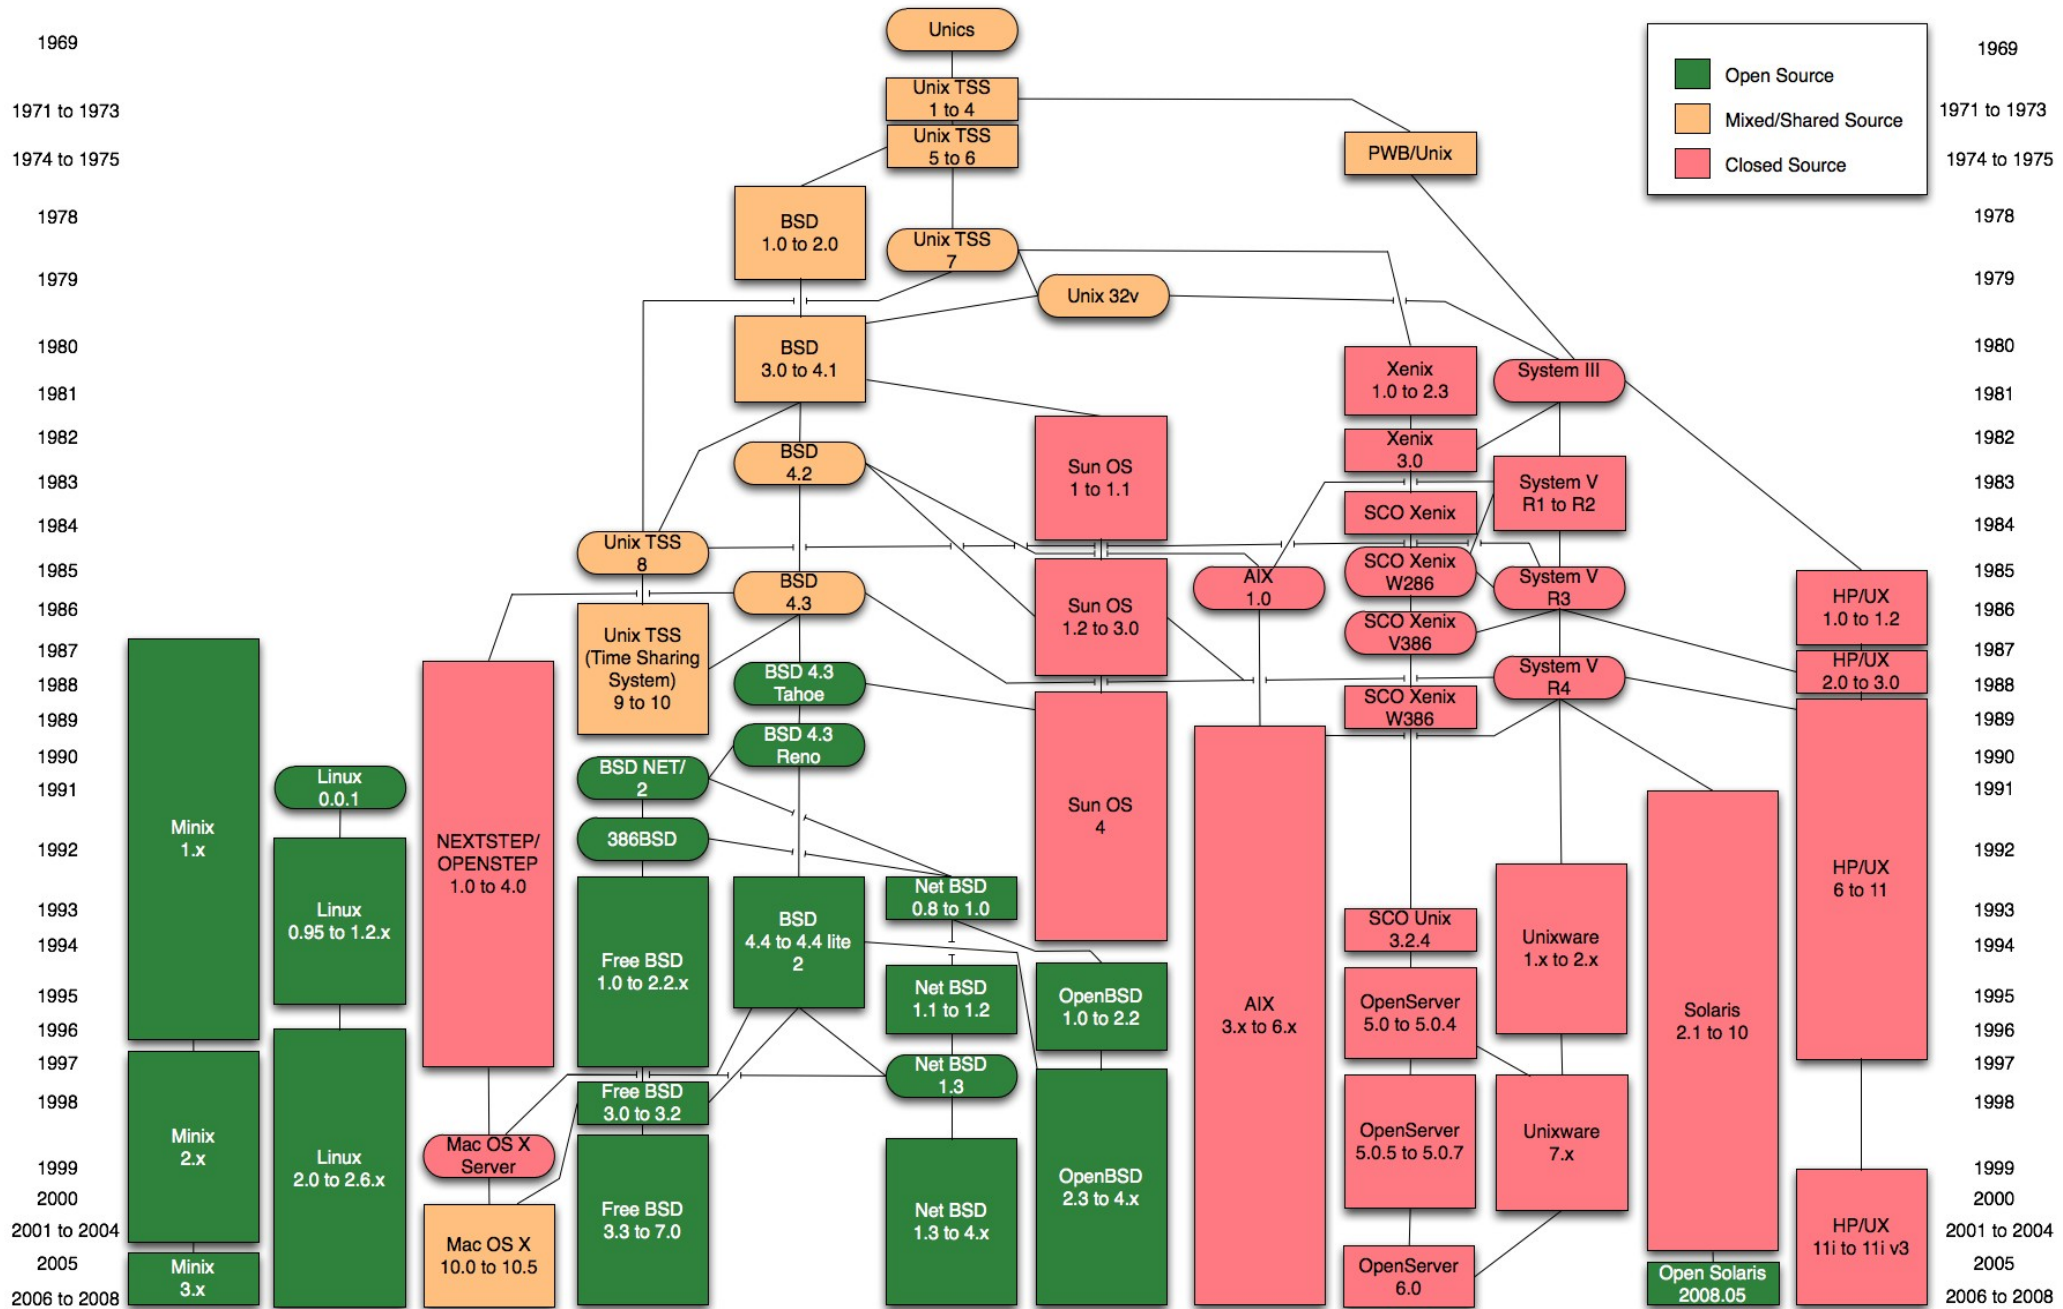 Unics
1969
1969
Open Source
Unix TSS
1 to 4
1971 to 1973
1971 to 1973
Mixed/Shared Source
Unix TSS
5 to 6
PWB/Unix
1974 to 1975
1974 to 1975
Closed Source
1978
1978
BSD
1.0 to 2.0
Unix TSS
7
1979
1979
Unix 32v
1980
1980
BSD
3.0 to 4.1
Xenix
1.0 to 2.3
System III
1981
1981
1982
1982
BSD
4.2
Xenix
3.0
Sun OS
1 to 1.1
1983
1983
System V
R1 to R2
SCO Xenix
1984
1984
Unix TSS
8
1985
1985
BSD
4.3
AIX
1.0
SCO Xenix
W286
System V
R3
HP/UX
1.0 to 1.2
1986
1986
Sun OS
1.2 to 3.0
Unix TSS
(Time Sharing
System)
9 to 10
SCO Xenix
V386
1987
1987
BSD 4.3
Tahoe
System V
R4
HP/UX
2.0 to 3.0
1988
1988
SCO Xenix
W386
1989
1989
BSD 4.3
Reno
1990
1990
BSD NET/
2
Linux
0.0.1
1991
1991
Minix
1.x
NEXTSTEP/
OPENSTEP
1.0 to 4.0
386BSD
Sun OS
4
1992
1992
HP/UX
6 to 11
Net BSD
0.8 to 1.0
1993
1993
Linux
0.95 to 1.2.x
BSD
4.4 to 4.4 lite
2
SCO Unix
3.2.4
1994
1994
Unixware
1.x to 2.x
Free BSD
1.0 to 2.2.x
Net BSD
1.1 to 1.2
OpenBSD
1.0 to 2.2
AIX
3.x to 6.x
OpenServer
5.0 to 5.0.4
Solaris
2.1 to 10
1995
1995
1996
1996
1997
1997
Net BSD
1.3
Free BSD
3.0 to 3.2
1998
1998
Minix
2.x
Mac OS X
Server
Linux
2.0 to 2.6.x
OpenServer
5.0.5 to 5.0.7
Unixware
7.x
1999
1999
OpenBSD
2.3 to 4.x
2000
2000
Free BSD
3.3 to 7.0
Net BSD
1.3 to 4.x
2001 to 2004
2001 to 2004
HP/UX
11i to 11i v3
Mac OS X
10.0 to 10.5
2005
2005
Minix
3.x
OpenServer
6.0
Open Solaris
2008.05
2006 to 2008
2006 to 2008